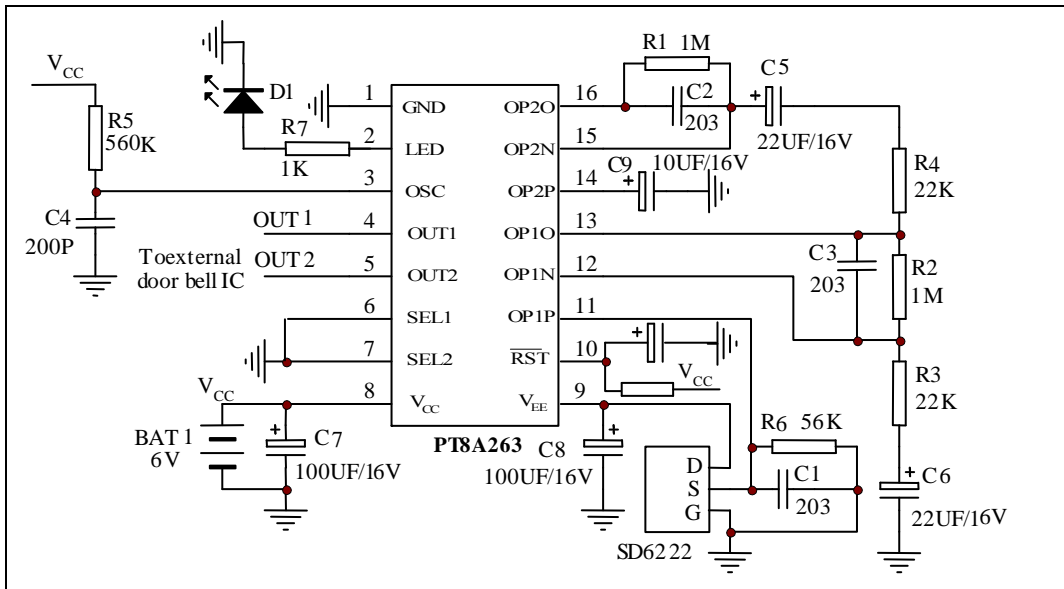 R1 1M
V_CC
C5
D1
1 GND
OP2O 16
C2
203
R5
560K
R7
1K
2 LED
OP2N 15
22UF/16V
C9 10UF/16V
R4
22K
3 OSC
OP2P 14
C4
200P
OUT 1
4 OUT1
OP1O 13
Toexternal
door bell IC
OUT 2
5 OUT2
OP1N 12
C3
203
R2
1M
6 SEL1
OP1P 11
7 SEL2
RST 10
V_CC
V_CC
8 V_CC
V_EE 9
R3
22K
BAT 1
6V
C7
100UF/16V
PT8A263
C8
100UF/16V
R6 56K
D
S
G
C1
203
C6
22UF/16V
SD6222